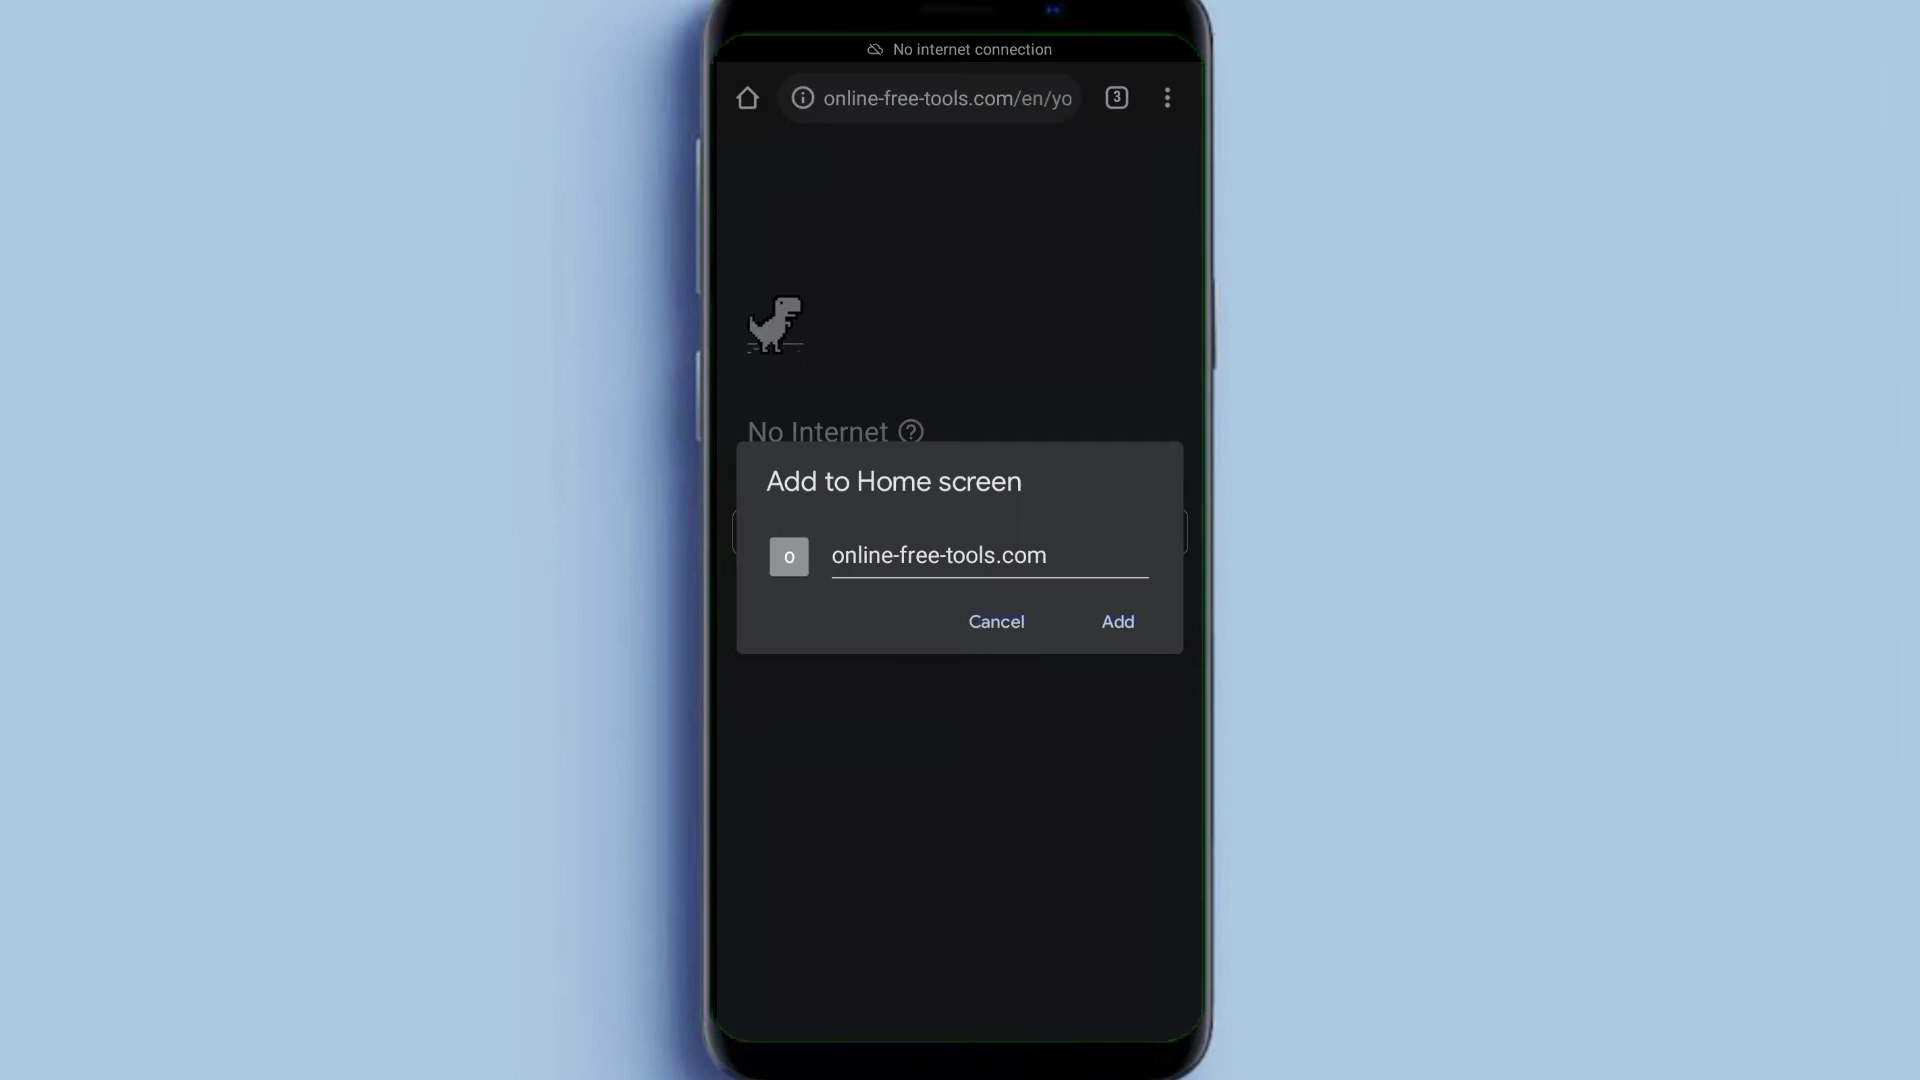 No internet connection
online-free-tools.com/en/yo
3
No Internet
Add to Home screen
o
online-free-tools.com
Cancel
Add